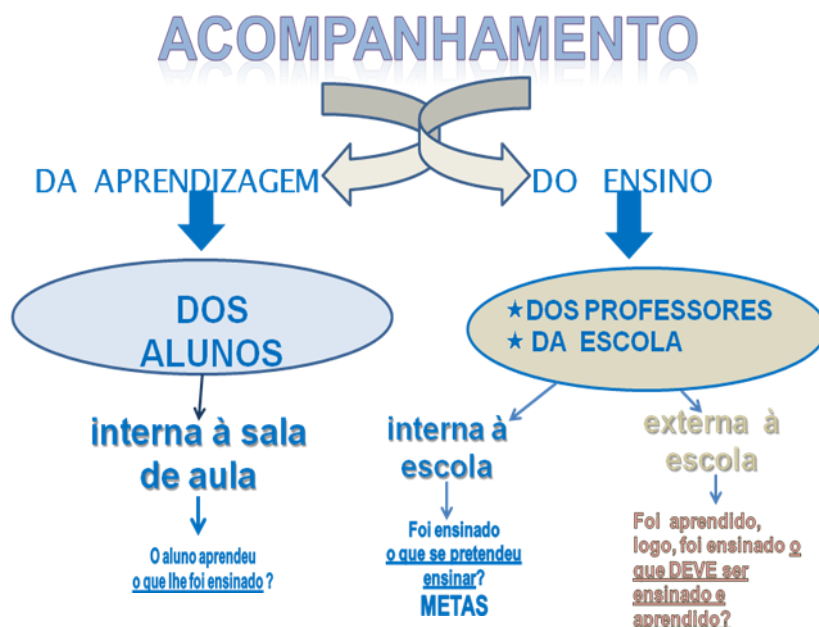 ACOMPANHAMENTO
DA APRENDIZAGEM
DO ENSINO
DOS
ALUNOS
★DOS PROFESSORES
★ DA ESCOLA
interna à sala
de aula
interna à
escola
externa à
escola
O aluno aprendeu
o que lhe foi ensinado ?
Foi ensinado
o que se pretendeu
ensinar?
METAS
Foi aprendido,
logo, foi ensinado o
que DEVE ser
ensinado e
aprendido?